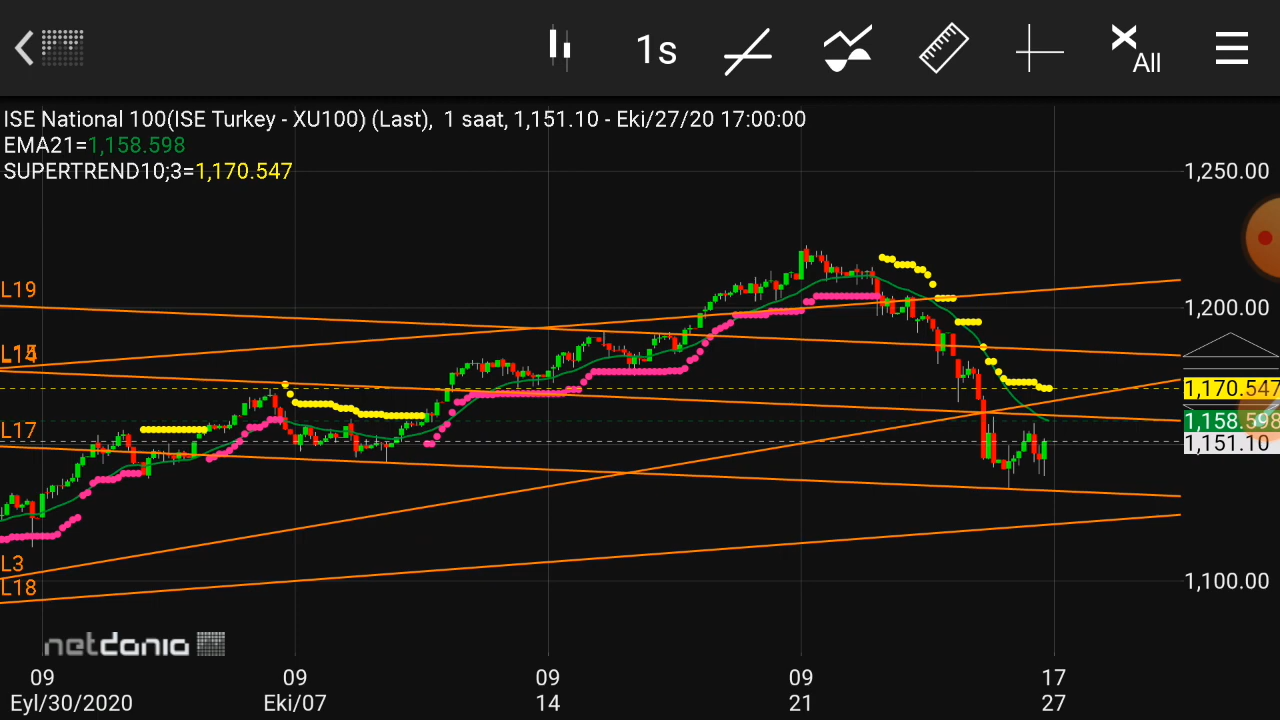 1s
All
ISE National 100(ISE Turkey - XU100) (Last),  1 saat, 1,151.10 - Eki/27/20 17:00:00
EMA21=1,158.598
SUPERTREND10;3=1,170.547
1,250.00
L19
1,200.00
1,170.547
1,158.598
L17
1,151.10
L3
1,100.00
L18
netdania
09 09 09 09 17
Eyl/30/2020 Eki/07 14 21 27